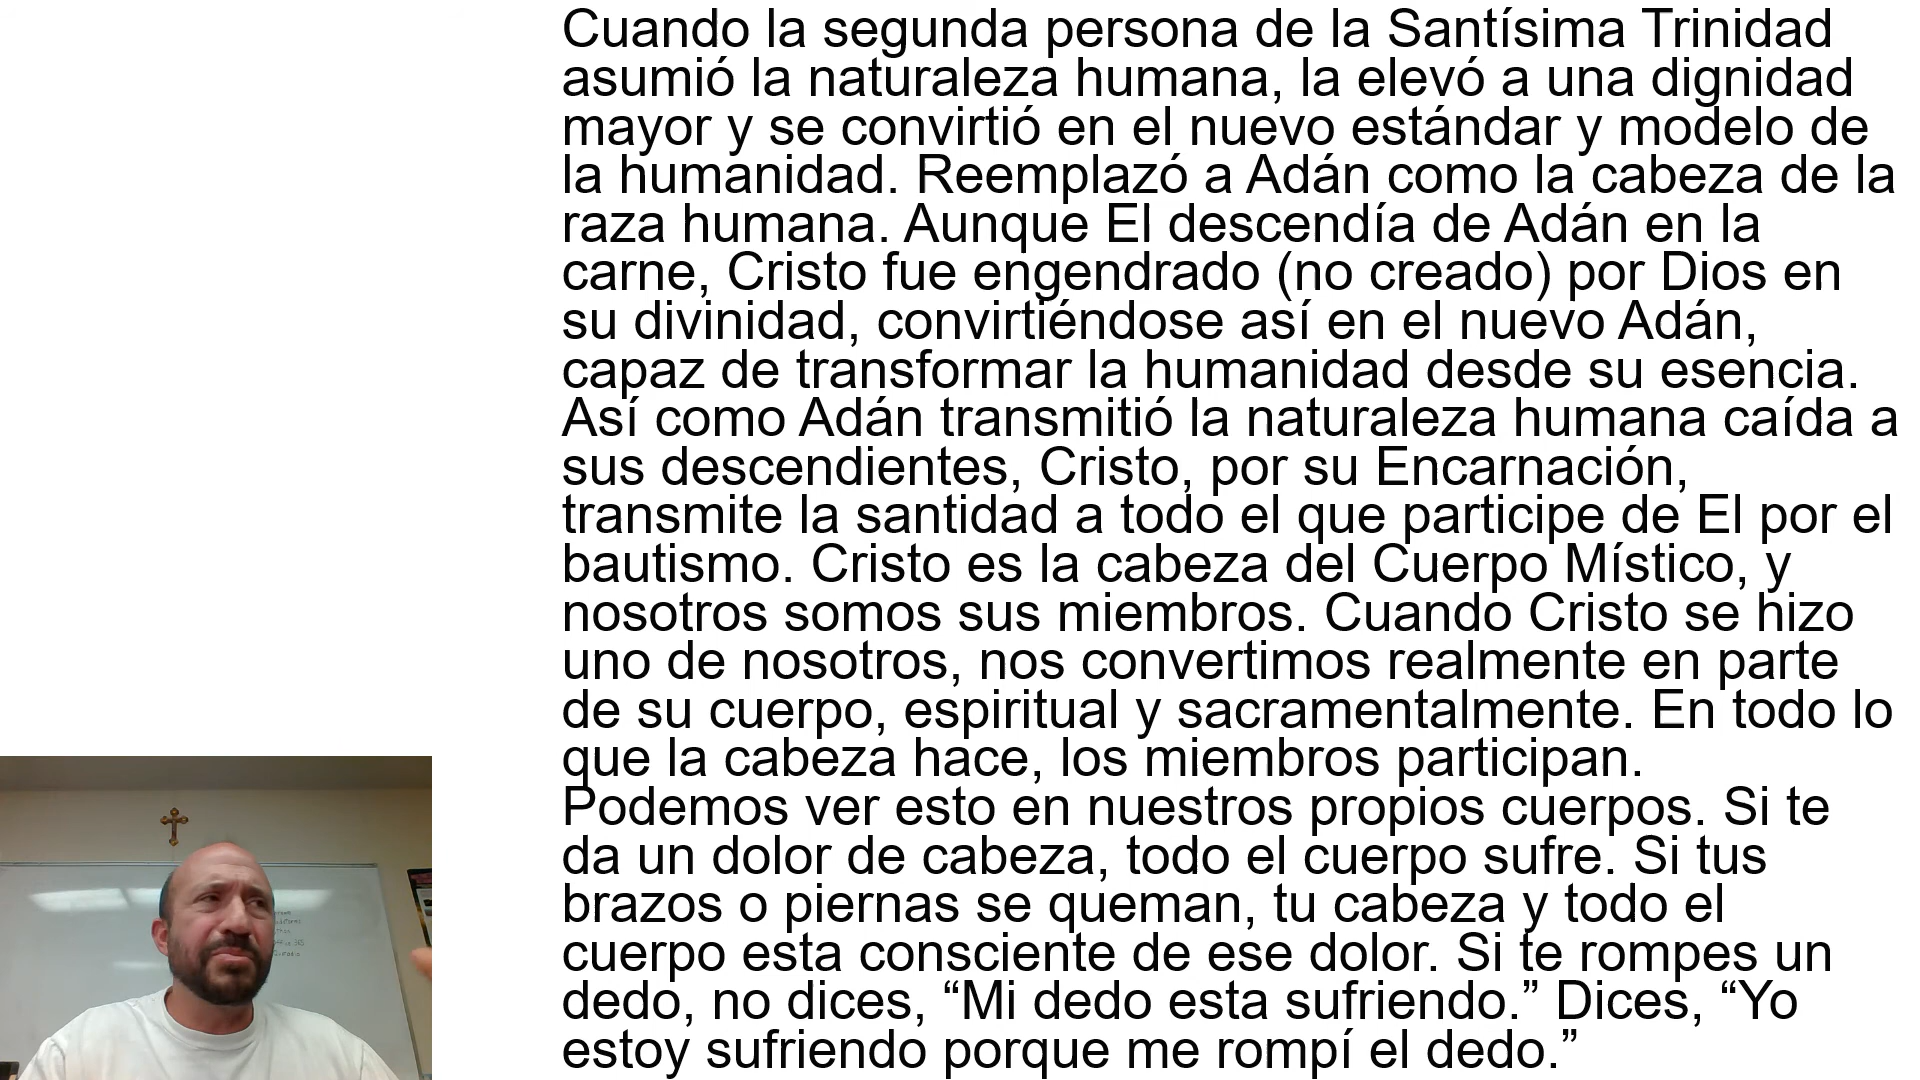 Cuando la segunda persona de la Santísima Trinidad
asumió la naturaleza humana, la elevó a una dignidad
mayor y se convirtió en el nuevo estándar y modelo de
la humanidad. Reemplazó a Adán como la cabeza de la
raza humana. Aunque El descendía de Adán en la
carne, Cristo fue engendrado (no creado) por Dios en
su divinidad, convirtiéndose así en el nuevo Adán,
capaz de transformar la humanidad desde su esencia.
Así como Adán transmitió la naturaleza humana caída a
sus descendientes, Cristo, por su Encarnación,
transmite la santidad a todo el que participe de El por el
bautismo. Cristo es la cabeza del Cuerpo Místico, y
nosotros somos sus miembros. Cuando Cristo se hizo
uno de nosotros, nos convertimos realmente en parte
de su cuerpo, espiritual y sacramentalmente. En todo lo
que la cabeza hace, los miembros participan.
Podemos ver esto en nuestros propios cuerpos. Si te
da un dolor de cabeza, todo el cuerpo sufre. Si tus
brazos o piernas se queman, tu cabeza y todo el
cuerpo esta consciente de ese dolor. Si te rompes un
dedo, no dices, “Mi dedo esta sufriendo.” Dices, “Yo
estoy sufriendo porque me rompí el dedo.”